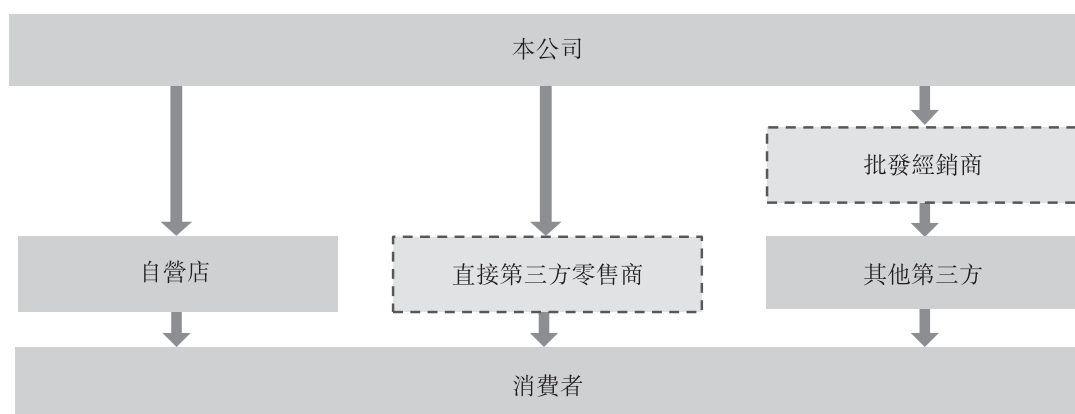 本公司
批發經銷商
自營店
直接第三方零售商
其他第三方
消費者